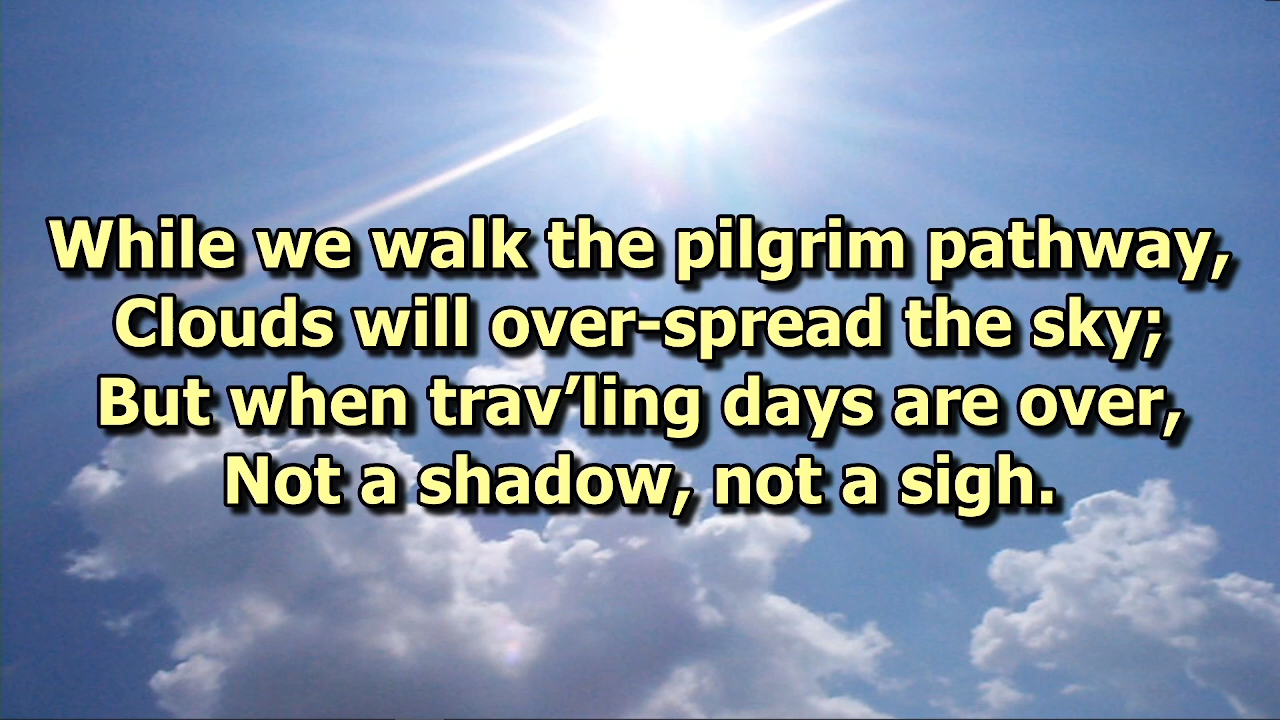 While we walk the pilgrim pathway,
Clouds will over-spread the sky;
But when trav’ling days are over,
Not a shadow, not a sigh.